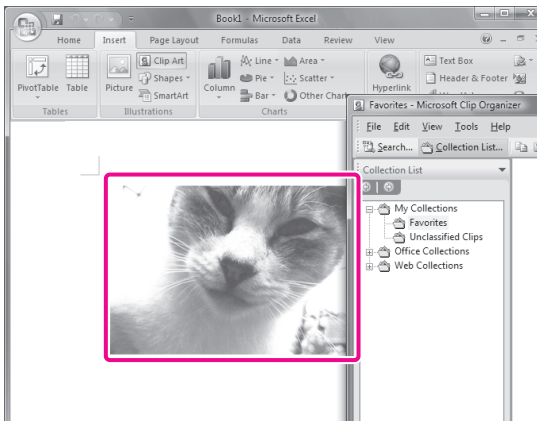 Book1 - Microsoft Excel
Home Insert Page Layout Formulas Data Review View
PivotTable Table
Tables
Picture
Clip Art
Shapes
SmartArt
Illustrations
Column
Line
Pie
Bar
Area
Scatter
Other Charts
Charts
Hyperlink
Text Box
Header & Footer
Favorites - Microsoft Clip Organizer
File Edit View Tools Help
Search... Collection List...
Collection List
My Collections
Favorites
Unclassified Clips
Office Collections
Web Collections